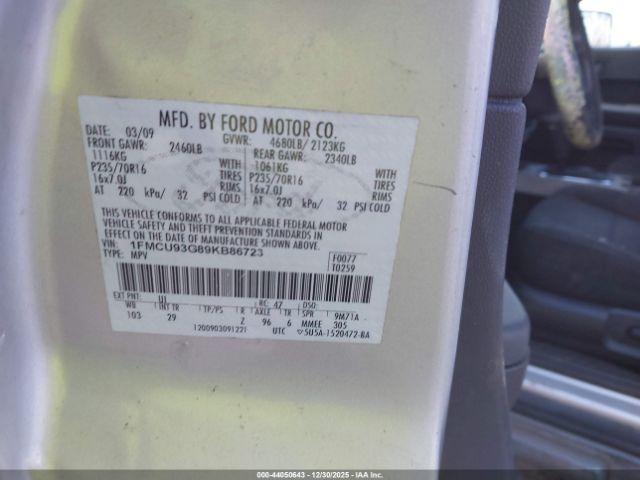 MFD. BY FORD MOTOR CO.
DATE: 03/09 GVWR: 4680LB/ 2123KG
FRONT GAWR: 2460LB REAR GAWR: 2340LB
1116KG WITH 1061KG WITH
P235/70R16 TIRES P235/70R16 TIRES
16x7.0J RIMS 16x7.0J RIMS
AT 220 kPa/ 32 PSI COLD AT 220 kPa/ 32 PSI COLD
THIS VEHICLE CONFORMS TO ALL APPLICABLE FEDERAL MOTOR
VEHICLE SAFETY AND THEFT PREVENTION STANDARDS IN EFFECT
ON THE DATE OF MANUFACTURE SHOWN ABOVE.
VIN: 1FMCU93G89KB86723
TYPE: MPV
F0077
T0259
EXT PNT: UJ RC: 47 DSO:
WB INT TR TP/PS R AXLE TR SPR 9M71A
103 29 Z 96 6 MMEE 305
1200903091221 UTC 5U5A-1520472-BA
000-44050643 - 12/30/2025 - IAA Inc.